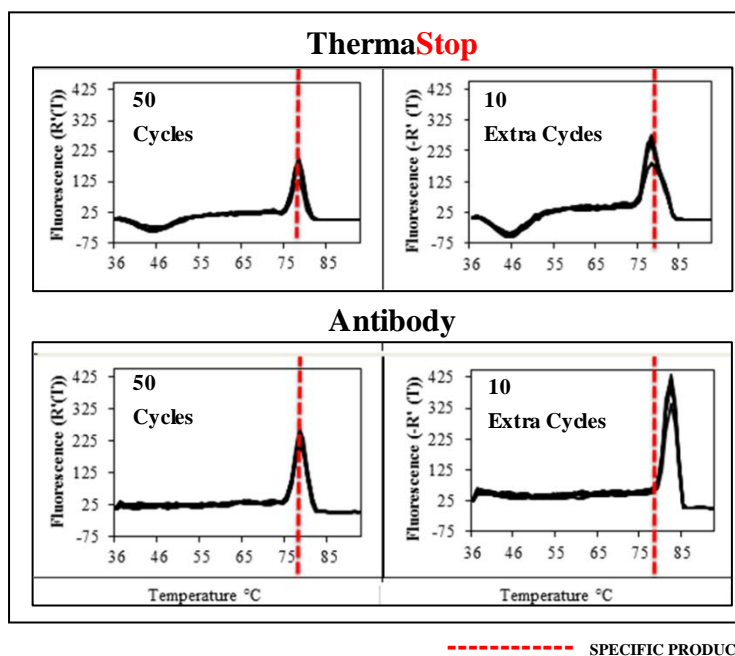 ThermaStop
50
Cycles
Fluorescence (R'(T))
425
325
225
125
25
-75
36 46 55 65 75 85
10
Extra Cycles
Fluorescence (-R' (T))
425
325
225
125
25
-75
36 46 55 65 75 85
Antibody
50
Cycles
Fluorescence (R'(T))
425
325
225
125
25
-75
36 46 55 65 75 85
10
Extra Cycles
Fluorescence (-R' (T))
425
325
225
125
25
-75
36 46 55 65 75 85
Temperature °C
Temperature °C
SPECIFIC PRODUC